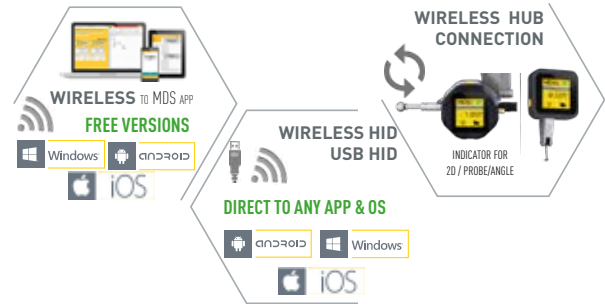 WIRELESS TO MDS APP
FREE VERSIONS
Windows
ANDROID
iOS
WIRELESS HID
USB HID
DIRECT TO ANY APP & OS
ANDROID
Windows
iOS
WIRELESS HUB
CONNECTION
INDICATOR FOR
2D / PROBE/ANGLE